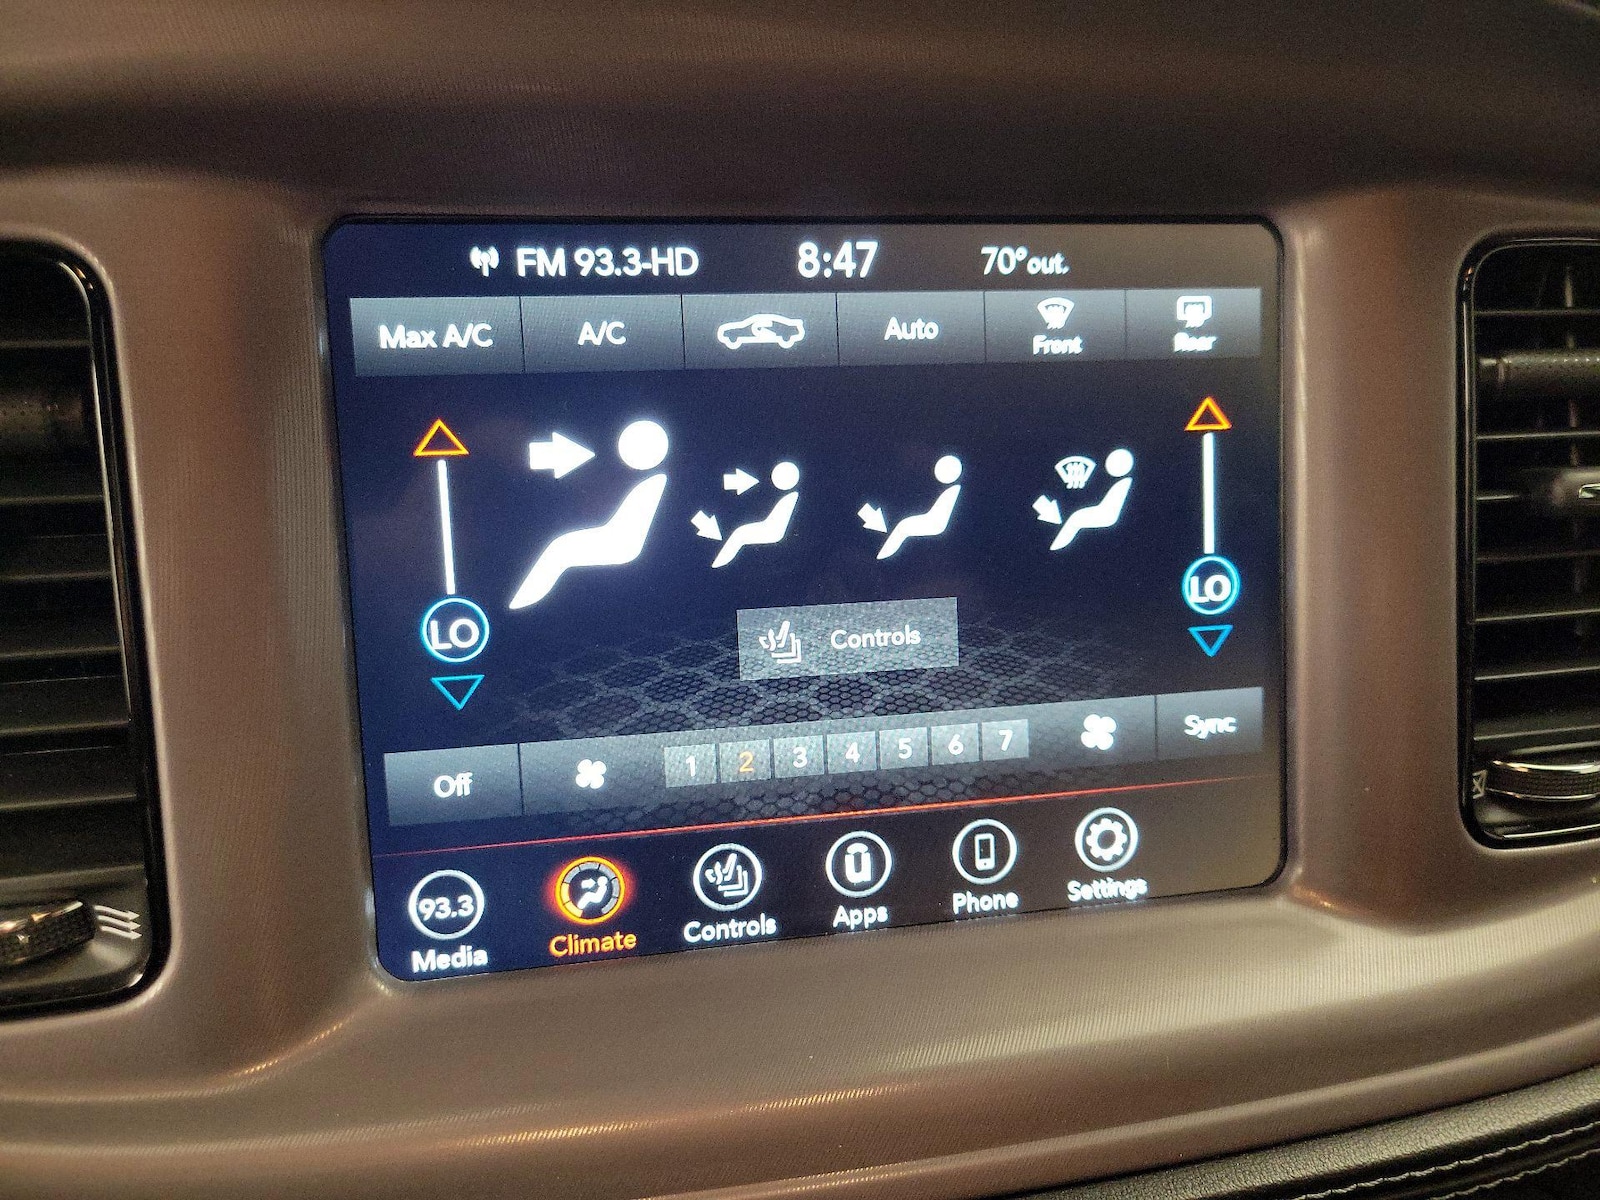 FM 93.3-HD 8:47 70° out.
Max A/C A/C Auto Front Rear
LO LO
Controls
Off 1 2 3 4 5 6 7 Sync
93.3
Media Climate Controls Apps Phone Settings